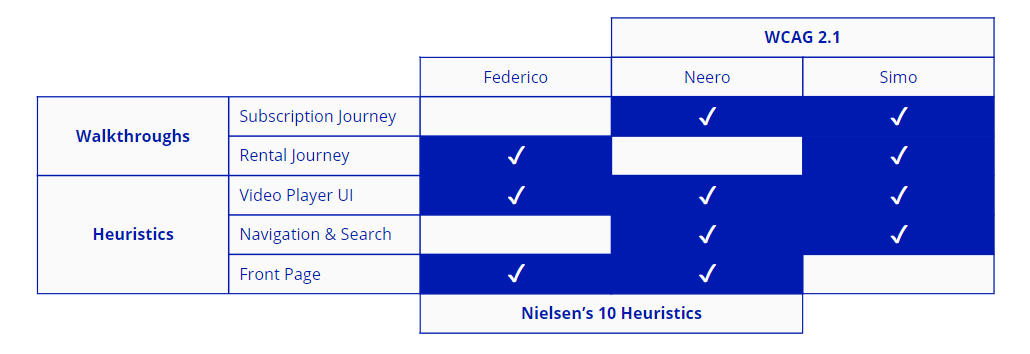 WCAG 2.1
Federico Neero Simo
Walkthroughs
Subscription Journey ✓ ✓
Rental Journey ✓ ✓
Heuristics
Video Player UI ✓ ✓ ✓
Navigation & Search ✓ ✓
Front Page ✓ ✓
Nielsen’s 10 Heuristics